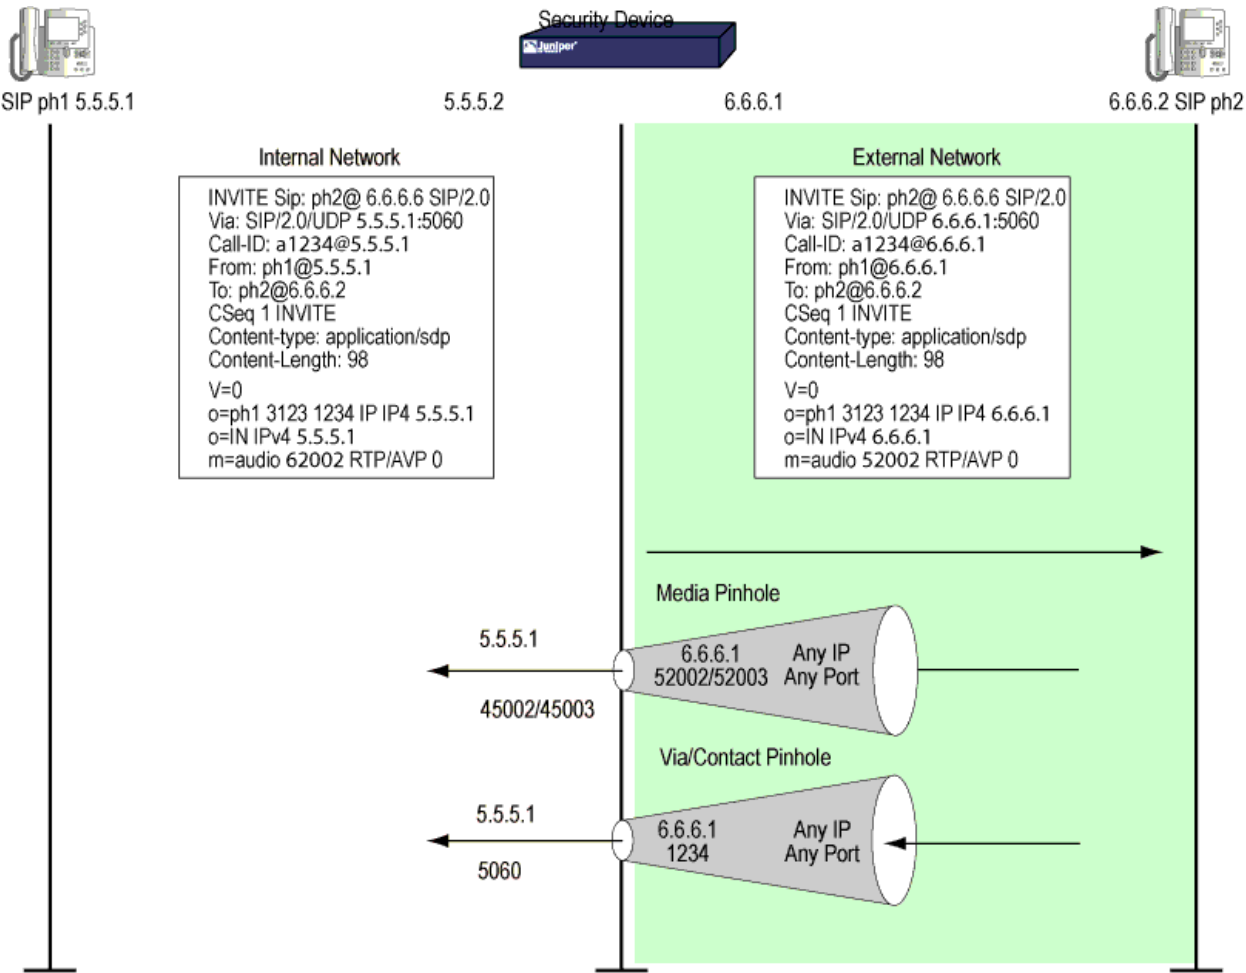 Security Device
Juniper
SIP ph1 5.5.5.1
5.5.5.2
6.6.6.1
6.6.6.2 SIP ph2
Internal Network
INVITE Sip: ph2@ 6.6.6.6 SIP/2.0
Via: SIP/2.0/UDP 5.5.5.1:5060
Call-ID: a1234@5.5.5.1
From: ph1@5.5.5.1
To: ph2@6.6.6.2
CSeq 1 INVITE
Content-type: application/sdp
Content-Length: 98
V=0
o=ph1 3123 1234 IP IP4 5.5.5.1
o=IN IPv4 5.5.5.1
m=audio 62002 RTP/AVP 0
External Network
INVITE Sip: ph2@ 6.6.6.6 SIP/2.0
Via: SIP/2.0/UDP 6.6.6.1:5060
Call-ID: a1234@6.6.6.1
From: ph1@6.6.6.1
To: ph2@6.6.6.2
CSeq 1 INVITE
Content-type: application/sdp
Content-Length: 98
V=0
o=ph1 3123 1234 IP IP4 6.6.6.1
o=IN IPv4 6.6.6.1
m=audio 52002 RTP/AVP 0
Media Pinhole
5.5.5.1
45002/45003
6.6.6.1
52002/52003
Any IP
Any Port
Via/Contact Pinhole
5.5.5.1
5060
6.6.6.1
1234
Any IP
Any Port